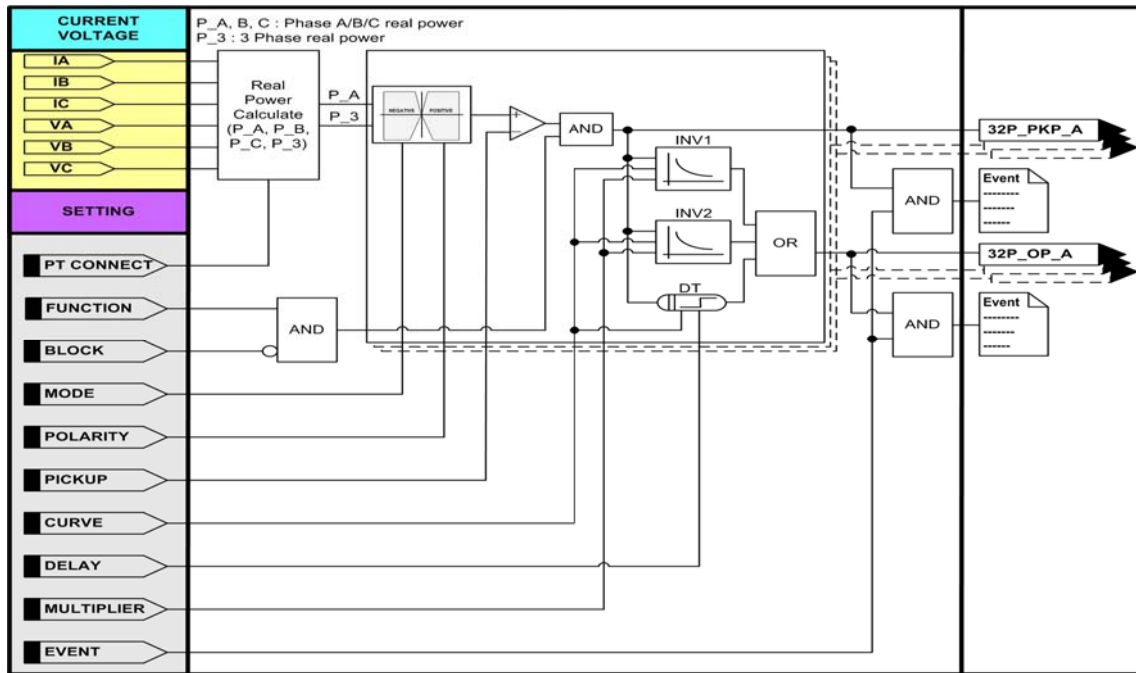 CURRENT
VOLTAGE
P_A, B, C : Phase A/B/C real power
P_3 : 3 Phase real power
IA
IB
IC
VA
VB
VC
Real
Power
Calculate
(P_A, P_B,
P_C, P_3)
P_A
P_3
NEGATIVE
POSITIVE
+
−
AND
INV1
INV2
DT
OR
32P_PKP_A
AND
Event
--------
-------
------
32P_OP_A
AND
Event
--------
-------
------
SETTING
PT CONNECT
FUNCTION
BLOCK
AND
MODE
POLARITY
PICKUP
CURVE
DELAY
MULTIPLIER
EVENT